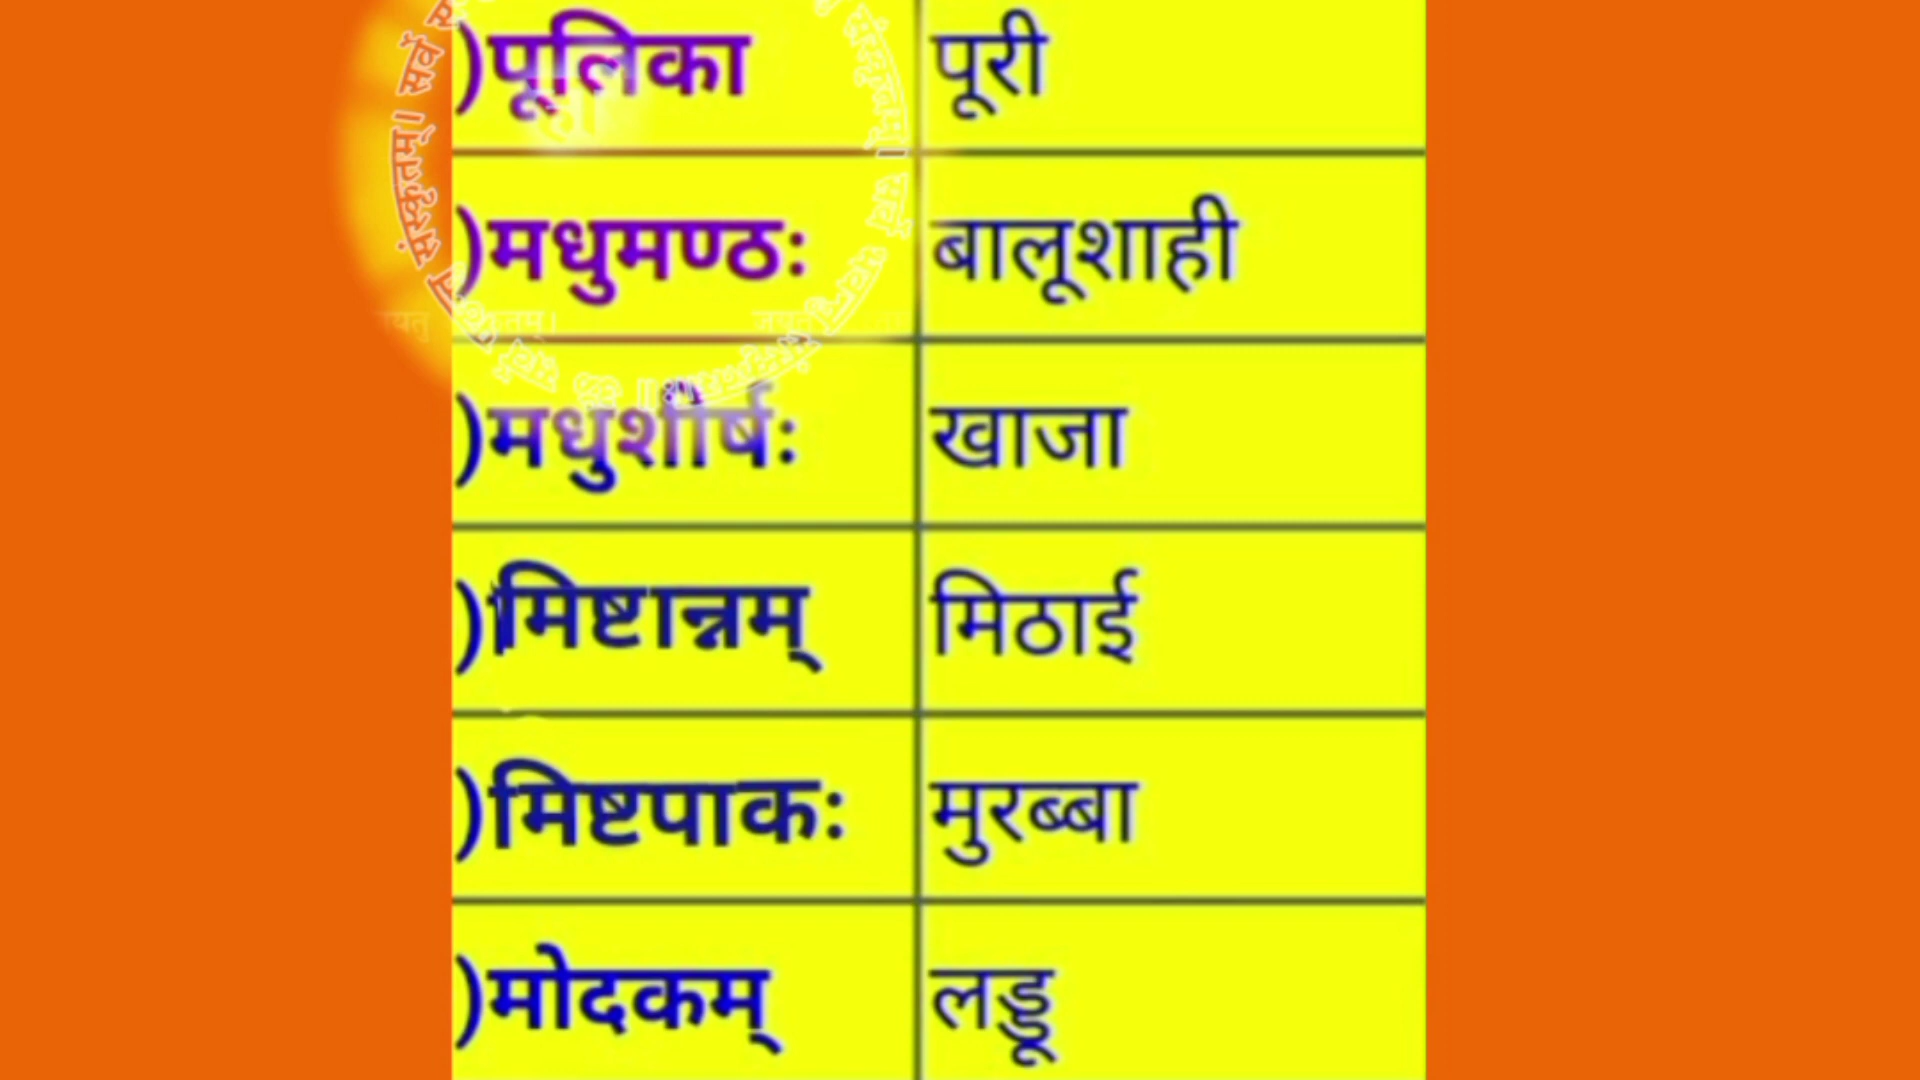 )पूलिका पूरी
)मधुमण्ठः बालूशाही
)मधुशीर्षः खाजा
)मिष्टान्नम् मिठाई
)मिष्टपाकः मुरब्बा
)मोदकम् लड्डू